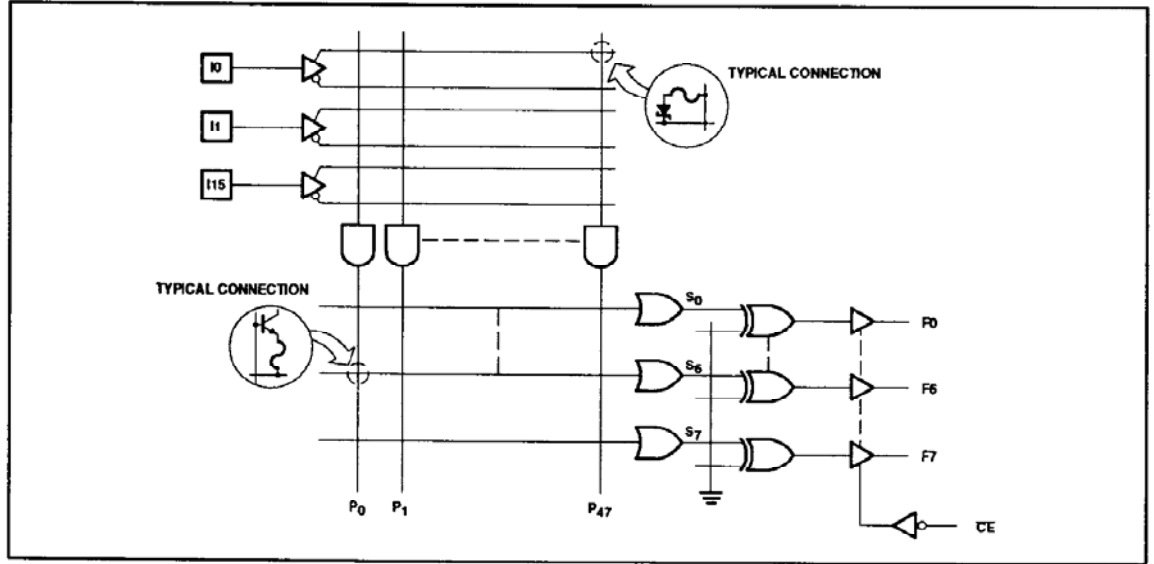 I0
TYPICAL CONNECTION
I1
I15
TYPICAL CONNECTION
S0
F0
S6
F6
S7
F7
P0 P1 P47
CE